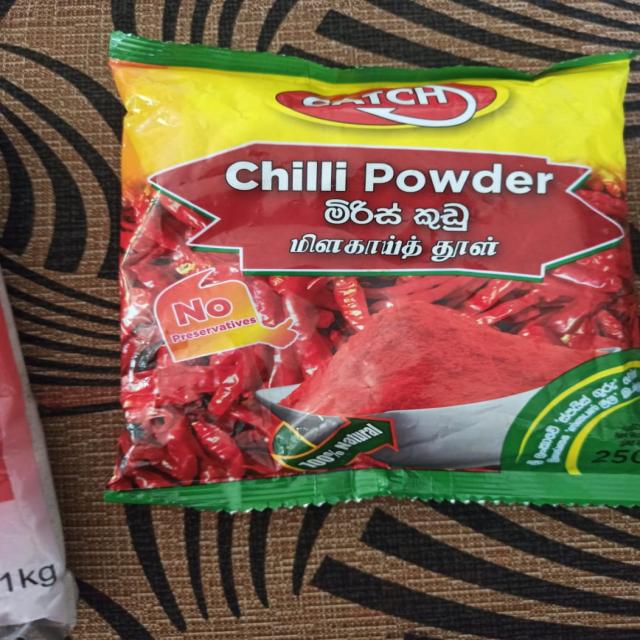 CATCH
Chilli Powder
මිරිස් කුඩු
மிளகாய்த் தூள்
No
Preservatives
100% Natural
250
1kg